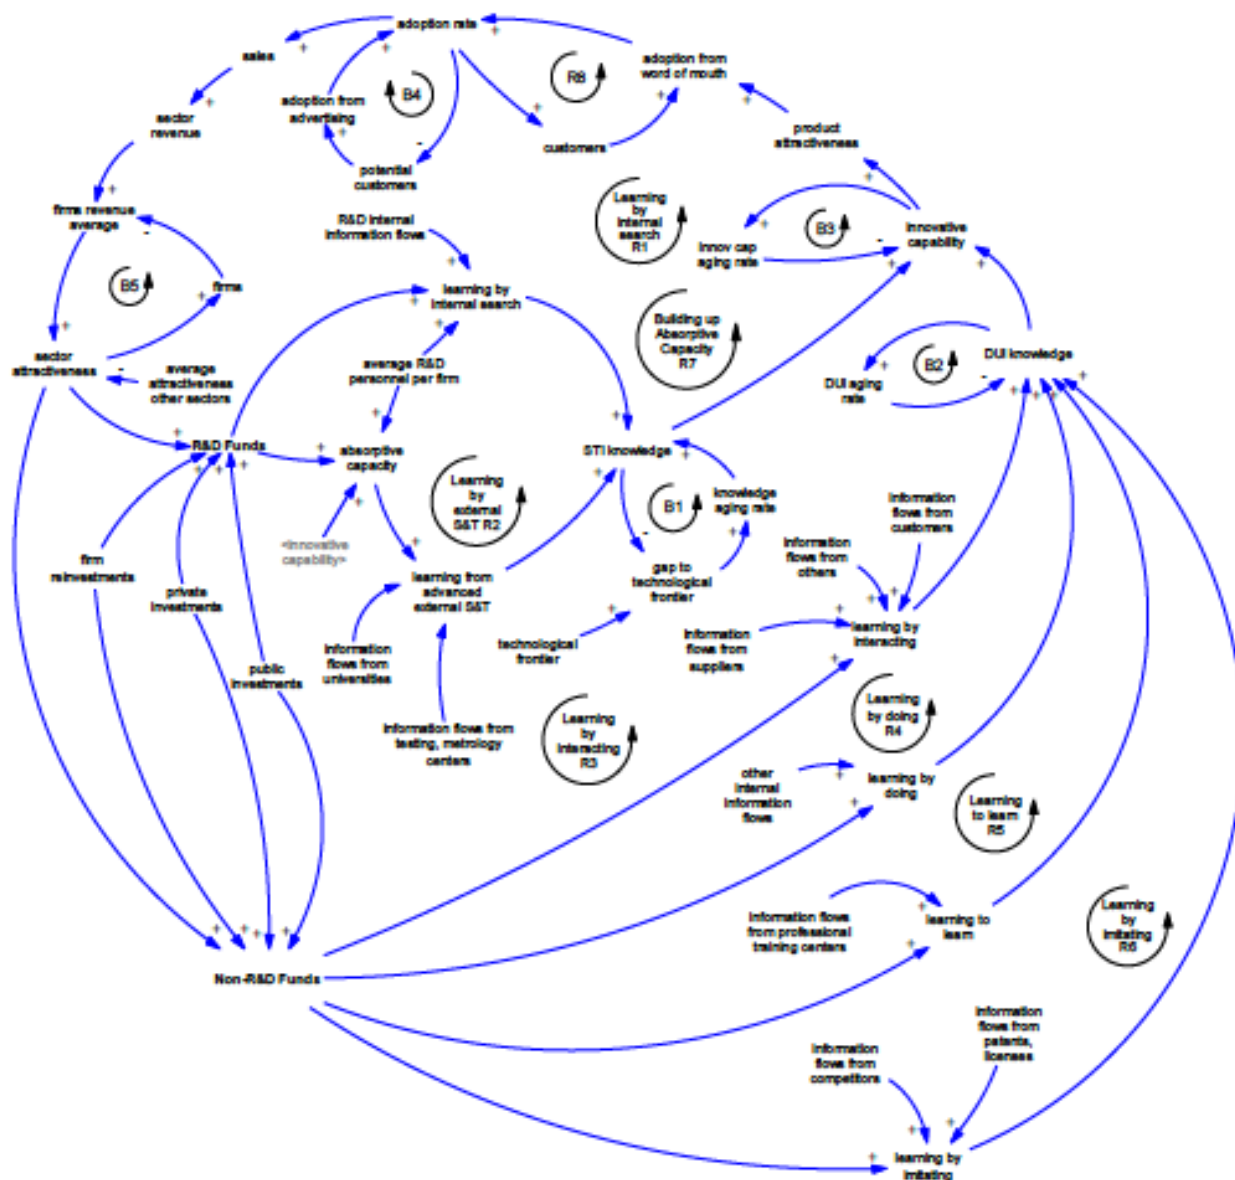 adoption rate
sales
adoption from
word of mouth
R8
B4
adoption from
advertising
sector
revenue
product
attractiveness
customers
potential
customers
Learning
by
Internal
search
R1
firms revenue
average
R&D Internal
Information flows
B3
Innovative
capability
Innov cap
aging rate
B5
firms
learning by
Internal search
Building up
Absorptive
Capacity
R7
sector
attractiveness
average
attractiveness
other sectors
average R&D
personnel per firm
B2
DUI knowledge
DUI aging
rate
R&D Funds
absorptive
capacity
STI knowledge
Learning
by
external
S&T R2
knowledge
aging rate
B1
Information
flows from
customers
<Innovative
capability>
firm
reinvestments
private
Investments
learning from
advanced
external S&T
gap to
technological
frontier
Information
flows from
others
learning by
Interacting
technological
frontier
Information
flows from
suppliers
Information
flows from
universities
public
Investments
Learning
by doing
R4
Learning
by
Interacting
R3
Information flows from
testing, metrology
centers
other
Internal
Information
flows
learning by
doing
Learning
to learn
R5
Information flows
from professional
training centers
learning to
learn
Learning
by
Imitating
R6
Non-R&D Funds
Information
flows from
patents,
licenses
Information
flows from
competitors
learning by
Imitating